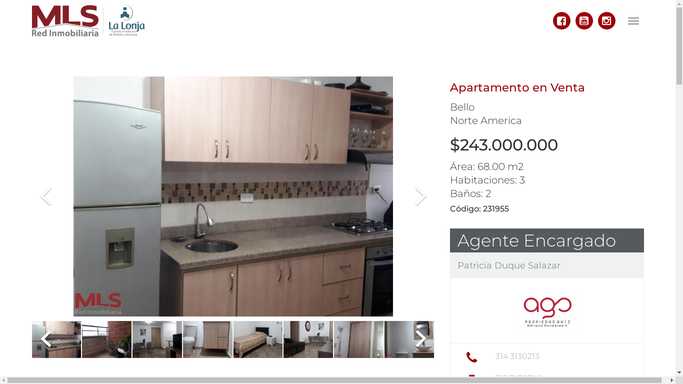 MLS
Red Inmobiliaria
La Lonja
Apartamento en Venta
Bello
Norte America
$243.000.000
Área: 68.00 m2
Habitaciones: 3
Baños: 2
Código: 231955
MLS
Red Inmobiliaria
Agente Encargado
Patricia Duque Salazar
ago
314 3130213